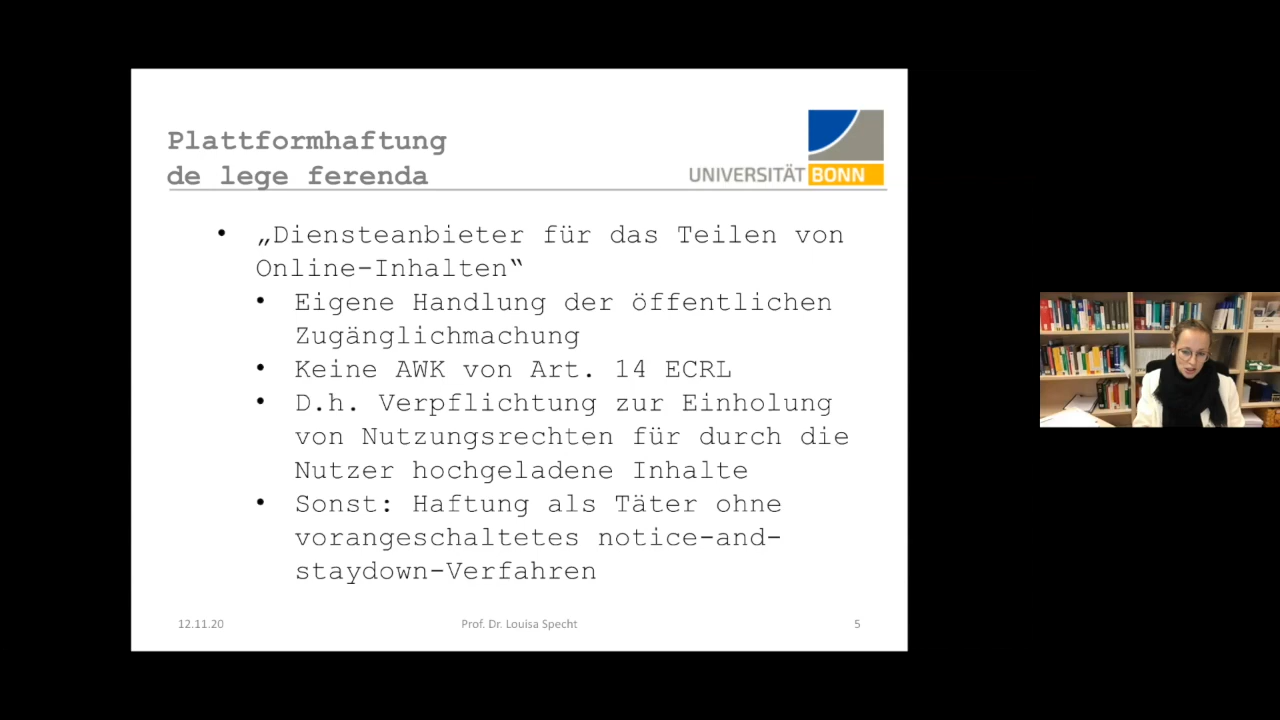 Plattformhaftung
de lege ferenda
UNIVERSITÄT BONN
• „Diensteanbieter für das Teilen von
Online-Inhalten“
• Eigene Handlung der öffentlichen
Zugänglichmachung
• Keine AWK von Art. 14 ECRL
• D.h. Verpflichtung zur Einholung
von Nutzungsrechten für durch die
Nutzer hochgeladene Inhalte
• Sonst: Haftung als Täter ohne
vorangeschaltetes notice-and-
staydown-Verfahren
12.11.20 Prof. Dr. Louisa Specht 5